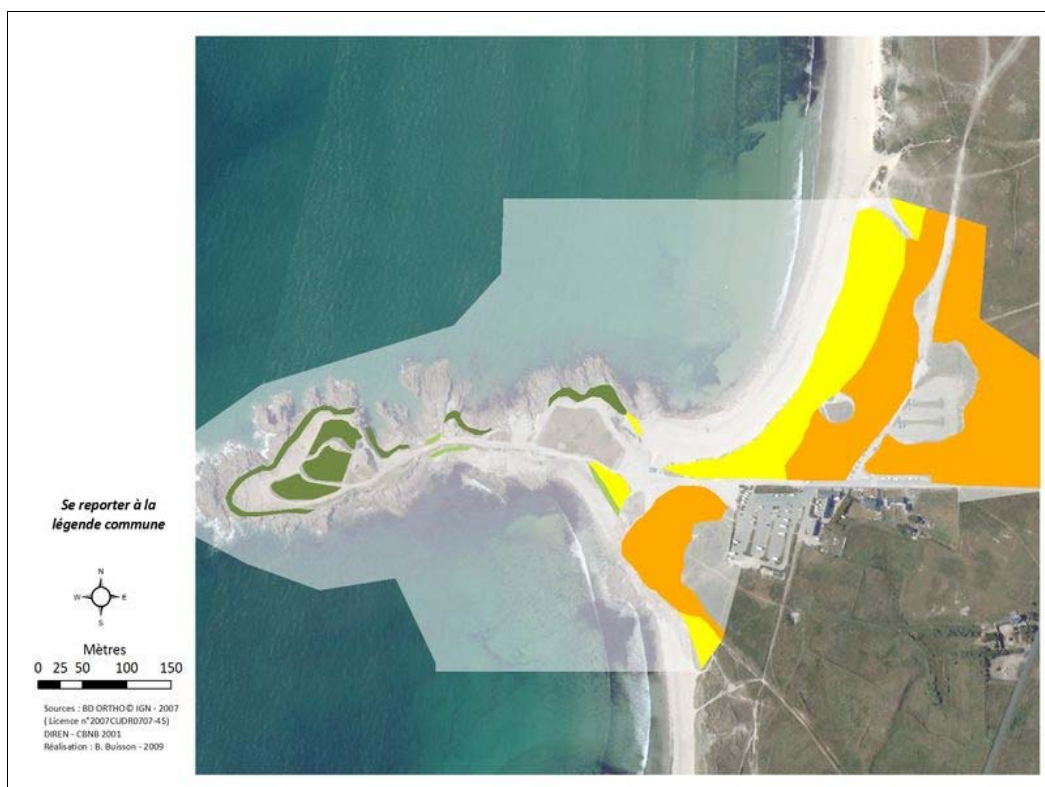 Se reporter à la
légende commune
N
W E
S
Mètres
0 25 50 100 150
Sources : BD ORTHO© IGN - 2007
( Licence n°2007CUDR0707-45)
DIREN - CBNB 2001
Réalisation : B. Buisson - 2009